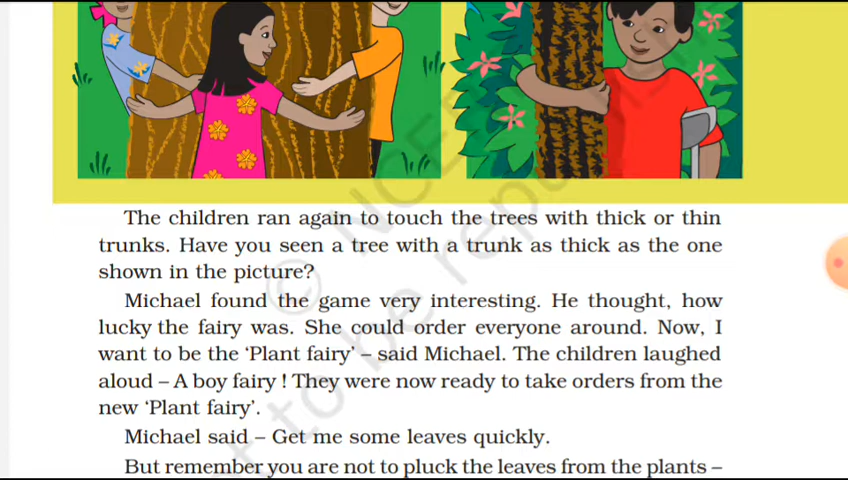 The children ran again to touch the trees with thick or thin
trunks. Have you seen a tree with a trunk as thick as the one
shown in the picture?
Michael found the game very interesting. He thought, how
lucky the fairy was. She could order everyone around. Now, I
want to be the ‘Plant fairy’ – said Michael. The children laughed
aloud – A boy fairy ! They were now ready to take orders from the
new ‘Plant fairy’.
Michael said – Get me some leaves quickly.
But remember you are not to pluck the leaves from the plants –